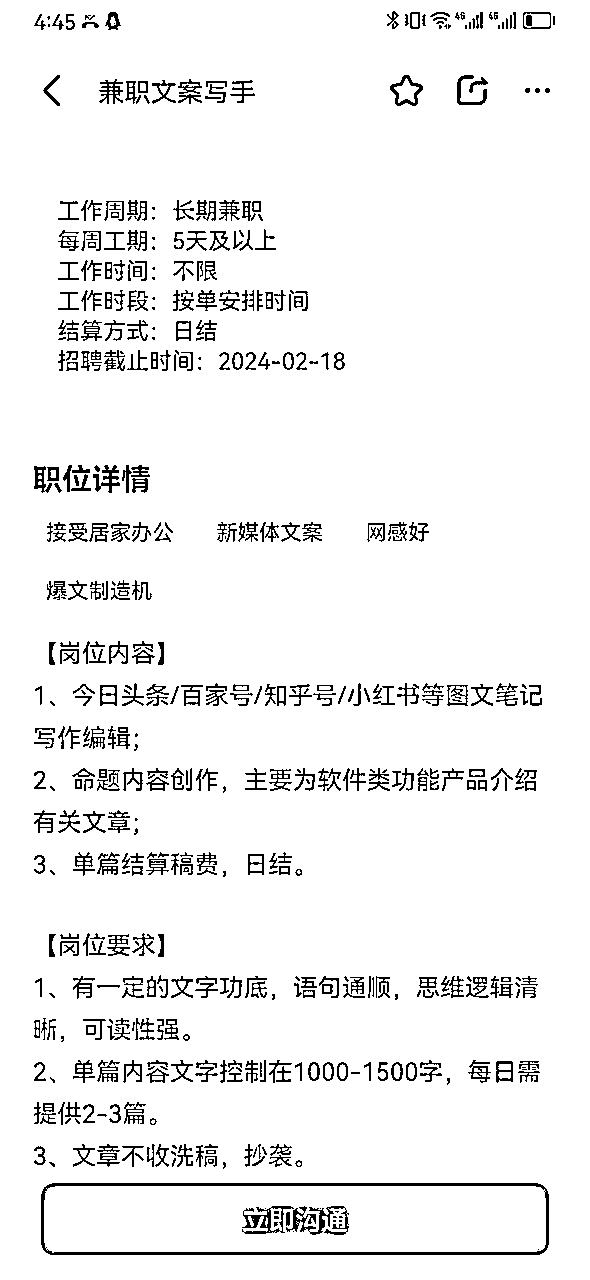 4:45
兼职文案写手
工作周期：长期兼职
每周工期：5天及以上
工作时间：不限
工作时段：按单安排时间
结算方式：日结
招聘截止时间：2024-02-18
职位详情
接受居家办公 新媒体文案 网感好
爆文制造机
【岗位内容】
1、今日头条/百家号/知乎号/小红书等图文笔记
写作编辑；
2、命题内容创作，主要为软件类功能产品介绍
有关文章；
3、单篇结算稿费，日结。
【岗位要求】
1、有一定的文字功底，语句通顺，思维逻辑清
晰，可读性强。
2、单篇内容文字控制在1000-1500字，每日需
提供2-3篇。
3、文章不收洗稿，抄袭。
立即沟通